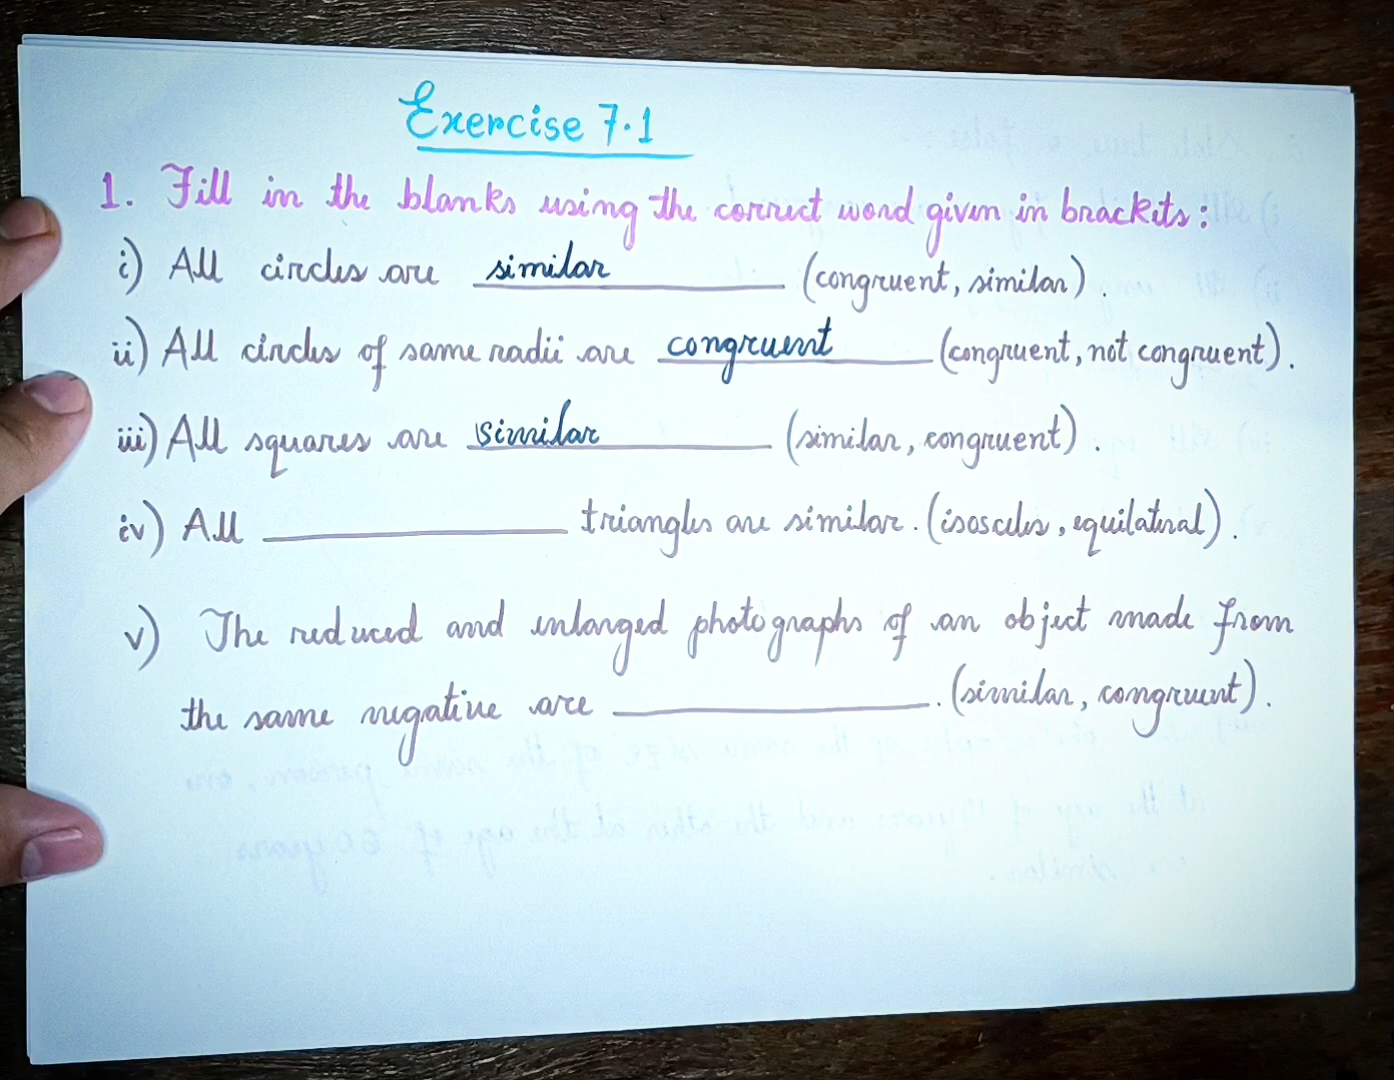 Exercise 7.1
1. Fill in the blanks using the correct word given in brackets:
i) All circles are similar (congruent, similar).
ii) All circles of same radii are congruent (congruent, not congruent).
iii) All squares are similar (similar, congruent).
iv) All ____________ triangles are similar. (isosceles, equilateral).
v) The reduced and enlarged photographs of an object made from
the same negative are ____________. (similar, congruent).